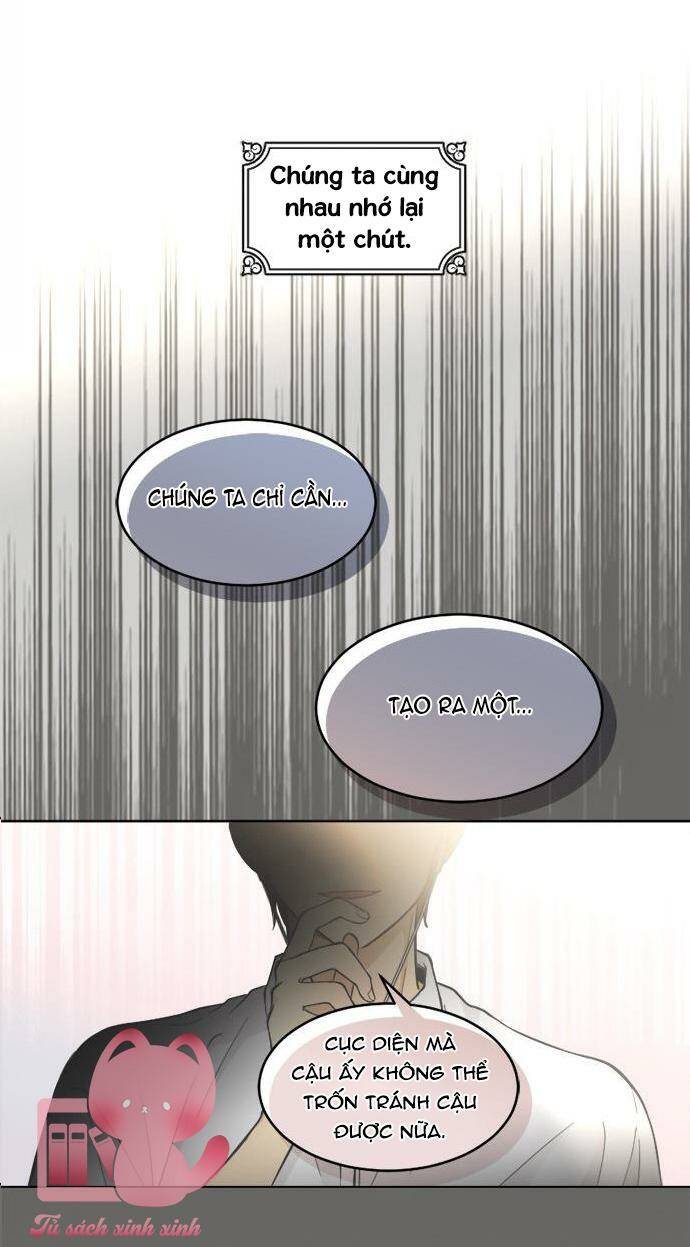 Chúng ta cùng
nhau nhớ lại
một chút.
CHÚNG TA CHỈ CẦN...
TẠO RA MỘT...
CỤC DIỆN MÀ
CẬU ẤY KHÔNG THỂ
TRỐN TRÁNH CẬU
ĐƯỢC NỮA.
Tủ sách xinh xinh